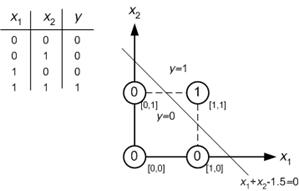 x₁ x₂ y
0 0 0
0 1 0
1 0 0
1 1 1
x₂
y=1
0 1
[0,1] [1,1]
y=0
0 0 x₁
[0,0] [1,0]
x₁+x₂-1.5=0